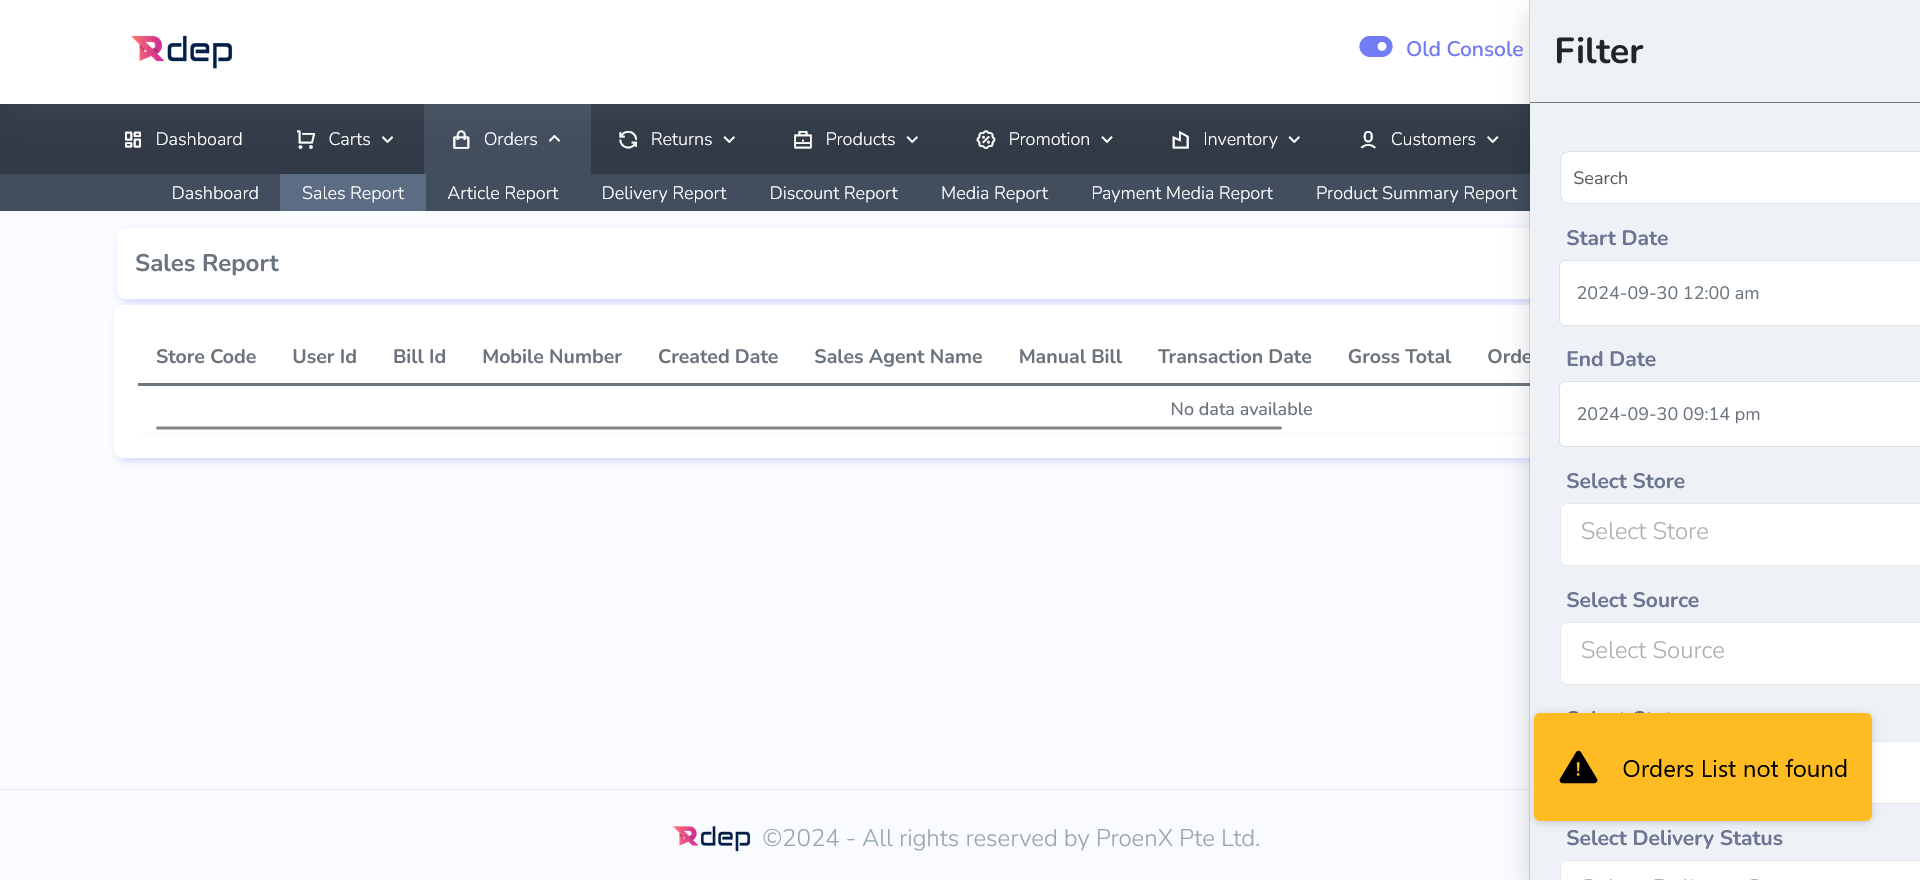 Rdep
Old Console
Filter
Dashboard Carts Orders Returns Products Promotion Inventory Customers
Dashboard Sales Report Article Report Delivery Report Discount Report Media Report Payment Media Report Product Summary Report
Search
Start Date
Sales Report
2024-09-30 12:00 am
Store Code User Id Bill Id Mobile Number Created Date Sales Agent Name Manual Bill Transaction Date Gross Total Orde
End Date
No data available
2024-09-30 09:14 pm
Select Store
Select Store
Select Source
Select Source
Orders List not found
Select Delivery Status
Rdep ©2024 - All rights reserved by ProenX Pte Ltd.